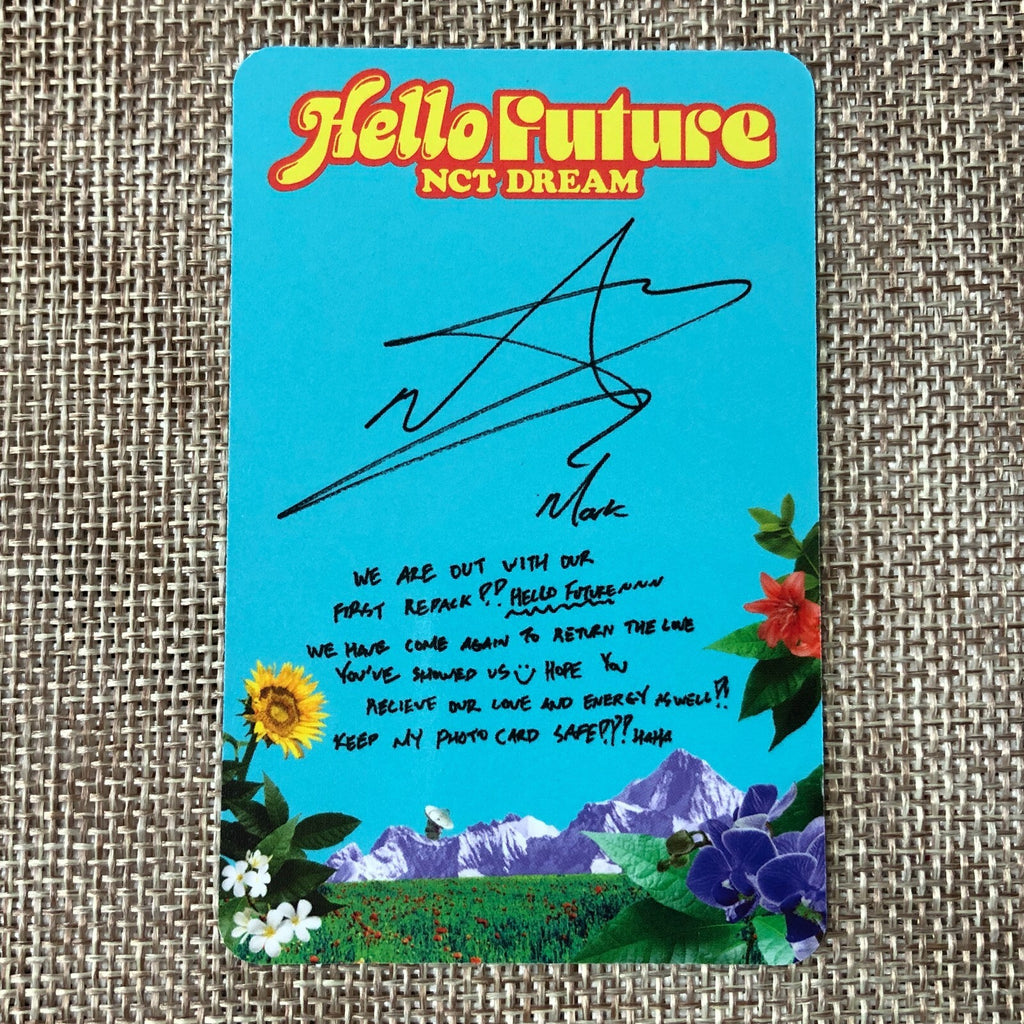 Hello Future
NCT DREAM
Mark
WE ARE OUT WITH OUR
FIRST REPACK?? HELLO FUTURE~~~
WE HAVE COME AGAIN TO RETURN THE LOVE
YOU'VE SHOWED US :) HOPE YOU
RECIEVE OUR LOVE AND ENERGY AS WELL!?
KEEP MY PHOTO CARD SAFE???! HAHA